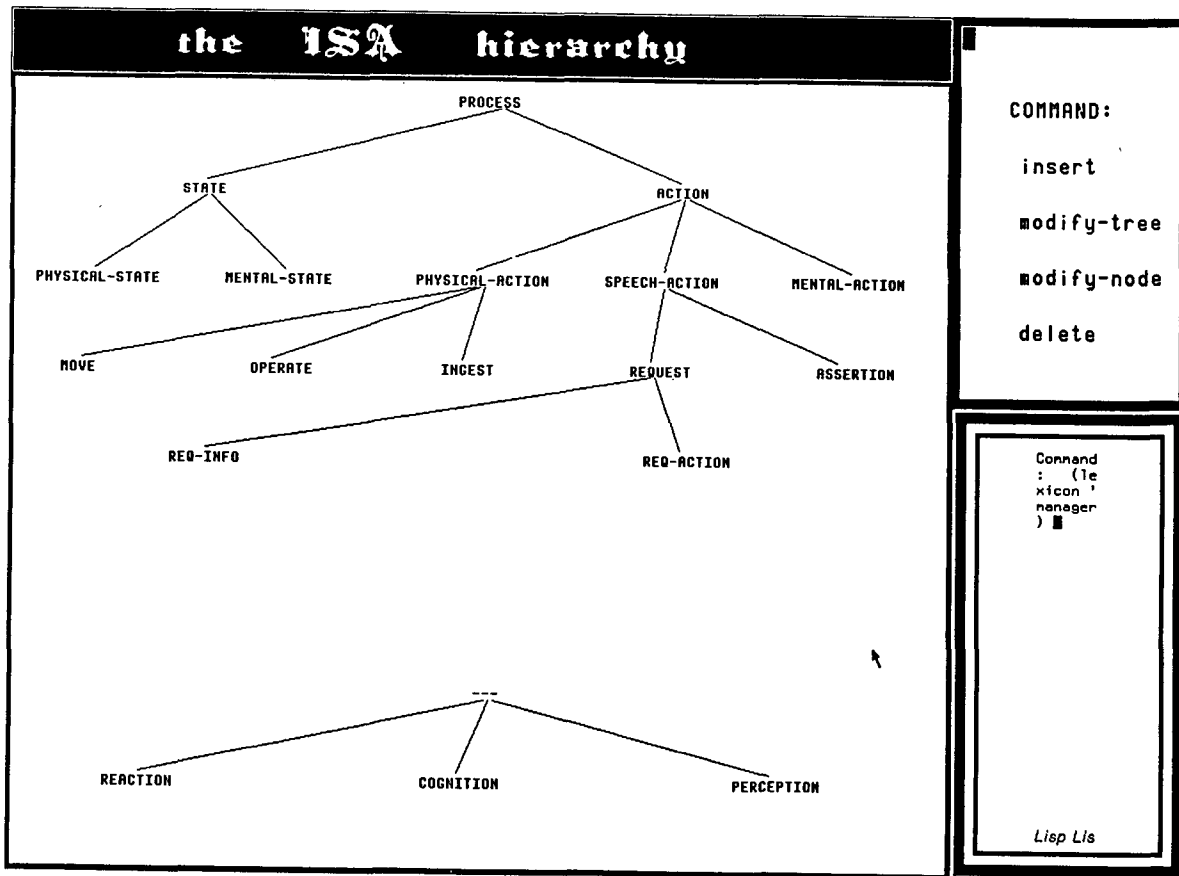 the ISA hierarchy
PROCESS
STATE
ACTION
PHYSICAL-STATE
MENTAL-STATE
PHYSICAL-ACTION
SPEECH-ACTION
MENTAL-ACTION
MOVE
OPERATE
INGEST
REQUEST
ASSERTION
REQ-INFO
REQ-ACTION
---
REACTION
COGNITION
PERCEPTION
COMMAND:
insert
modify-tree
modify-node
delete
Command
: (le
xicon '
manager
)
Lisp Lis